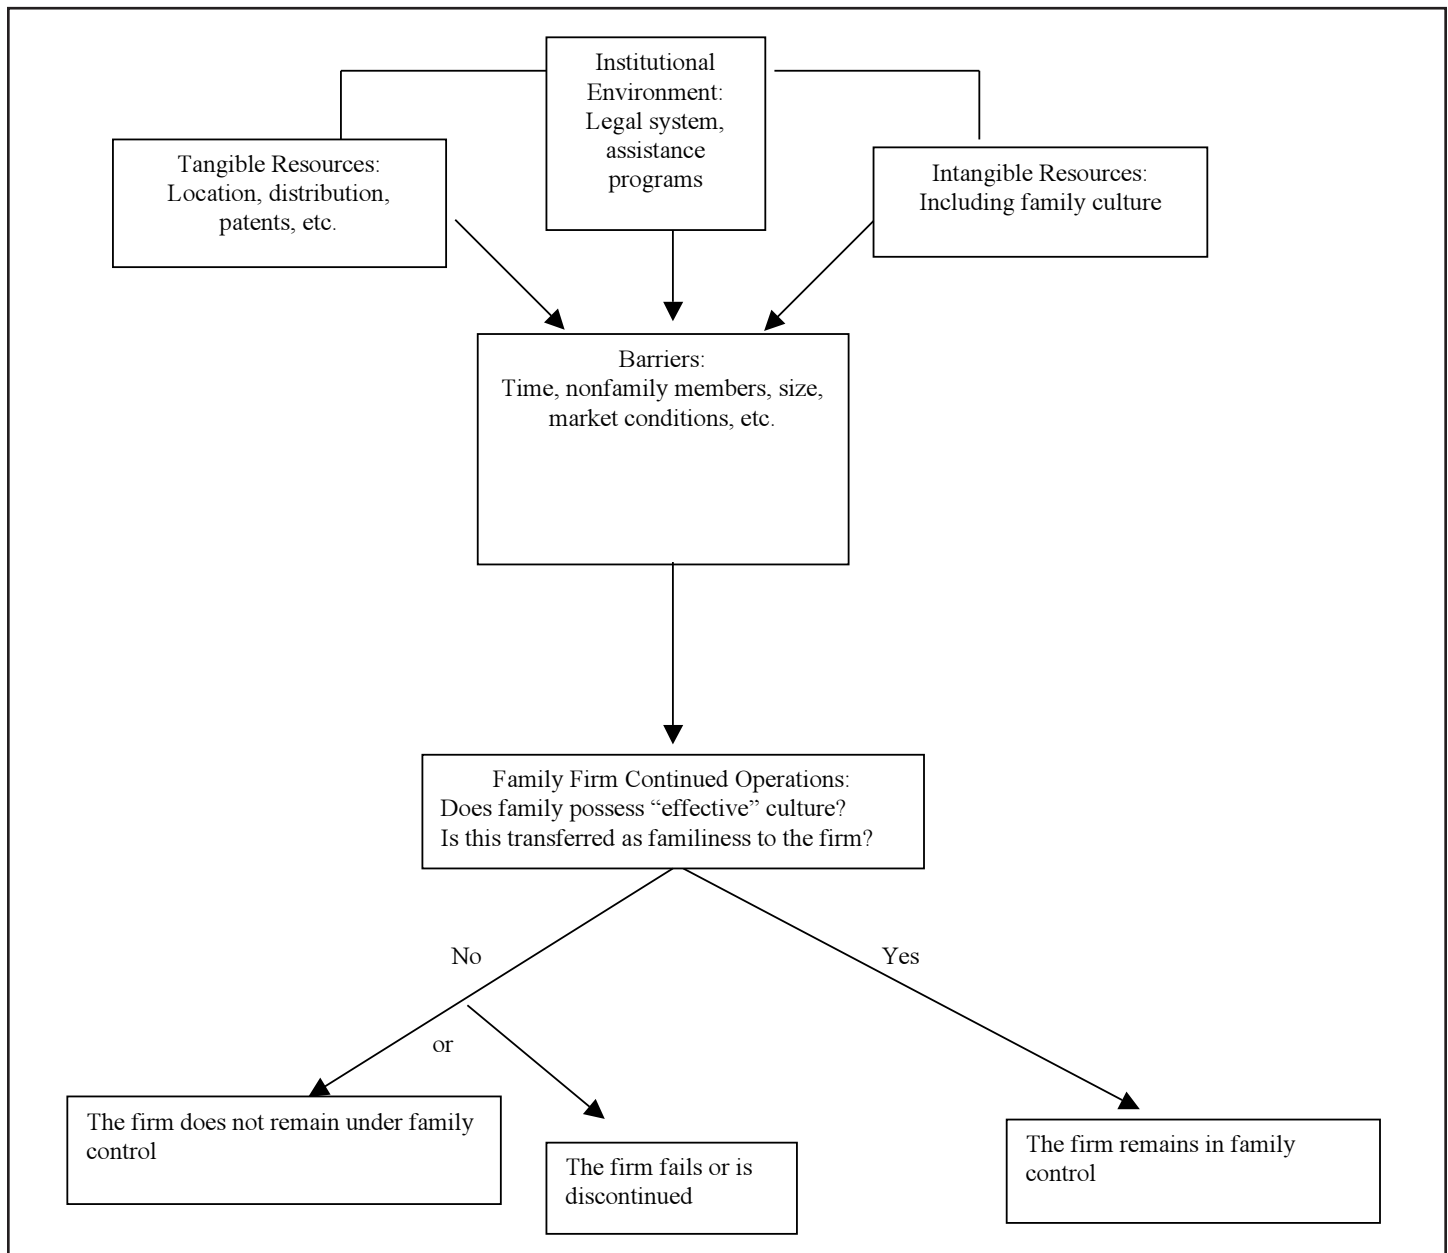 Institutional
Environment:
Legal system,
assistance
programs
Tangible Resources:
Location, distribution,
patents, etc.
Intangible Resources:
Including family culture
Barriers:
Time, nonfamily members, size,
market conditions, etc.
Family Firm Continued Operations:
Does family possess “effective” culture?
Is this transferred as familiness to the firm?
No
Yes
or
The firm does not remain under family
control
The firm fails or is
discontinued
The firm remains in family
control